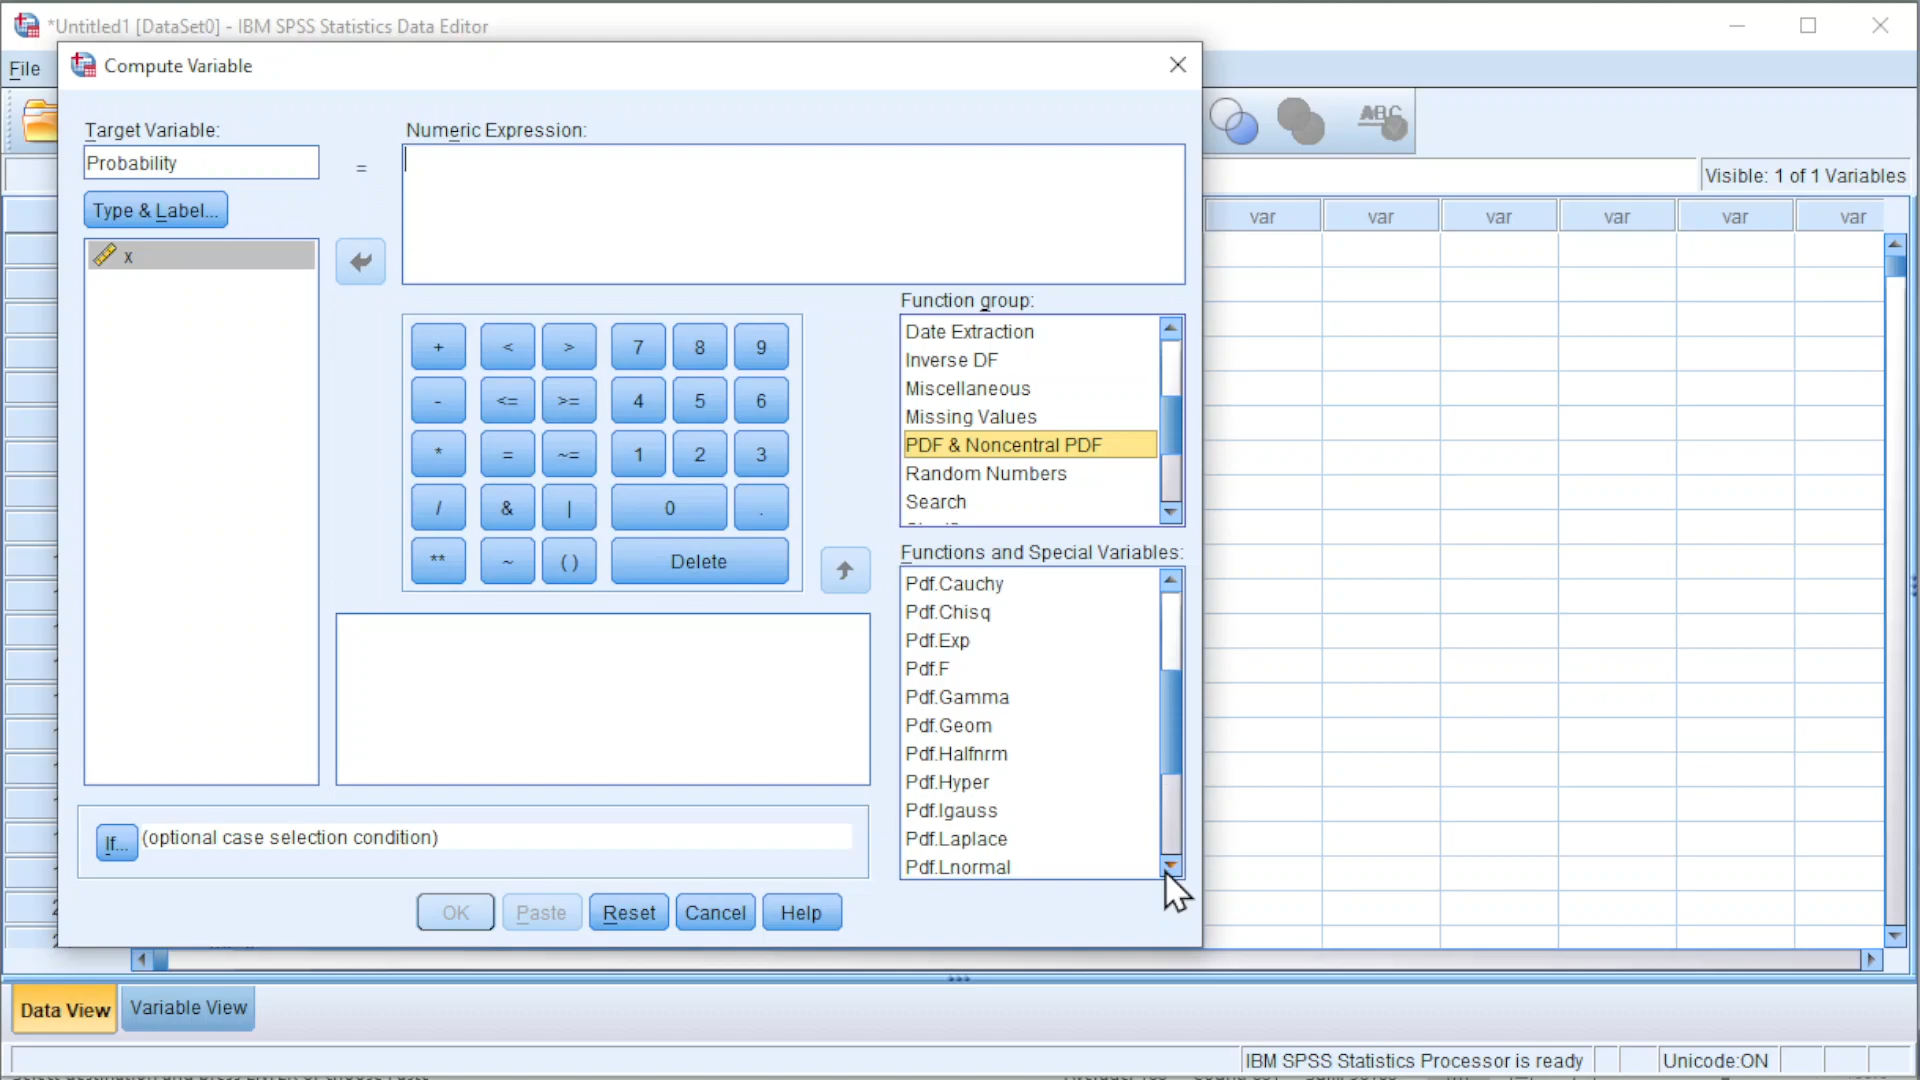 *Untitled1 [DataSet0] - IBM SPSS Statistics Data Editor
File
Compute Variable
ABC
Target Variable:
Numeric Expression:
Probability
=
Visible: 1 of 1 Variables
Type & Label...
var var var var var var
x
Function group:
Date Extraction
Inverse DF
Miscellaneous
Missing Values
PDF & Noncentral PDF
Random Numbers
Search
+ < > 7 8 9
- <= >= 4 5 6
* = ~= 1 2 3
/ & | 0 .
** ~ ( ) Delete
Functions and Special Variables:
Pdf.Cauchy
Pdf.Chisq
Pdf.Exp
Pdf.F
Pdf.Gamma
Pdf.Geom
Pdf.Halfnrm
Pdf.Hyper
Pdf.Igauss
Pdf.Laplace
Pdf.Lnormal
If... (optional case selection condition)
OK Paste Reset Cancel Help
Data View Variable View
IBM SPSS Statistics Processor is ready Unicode:ON